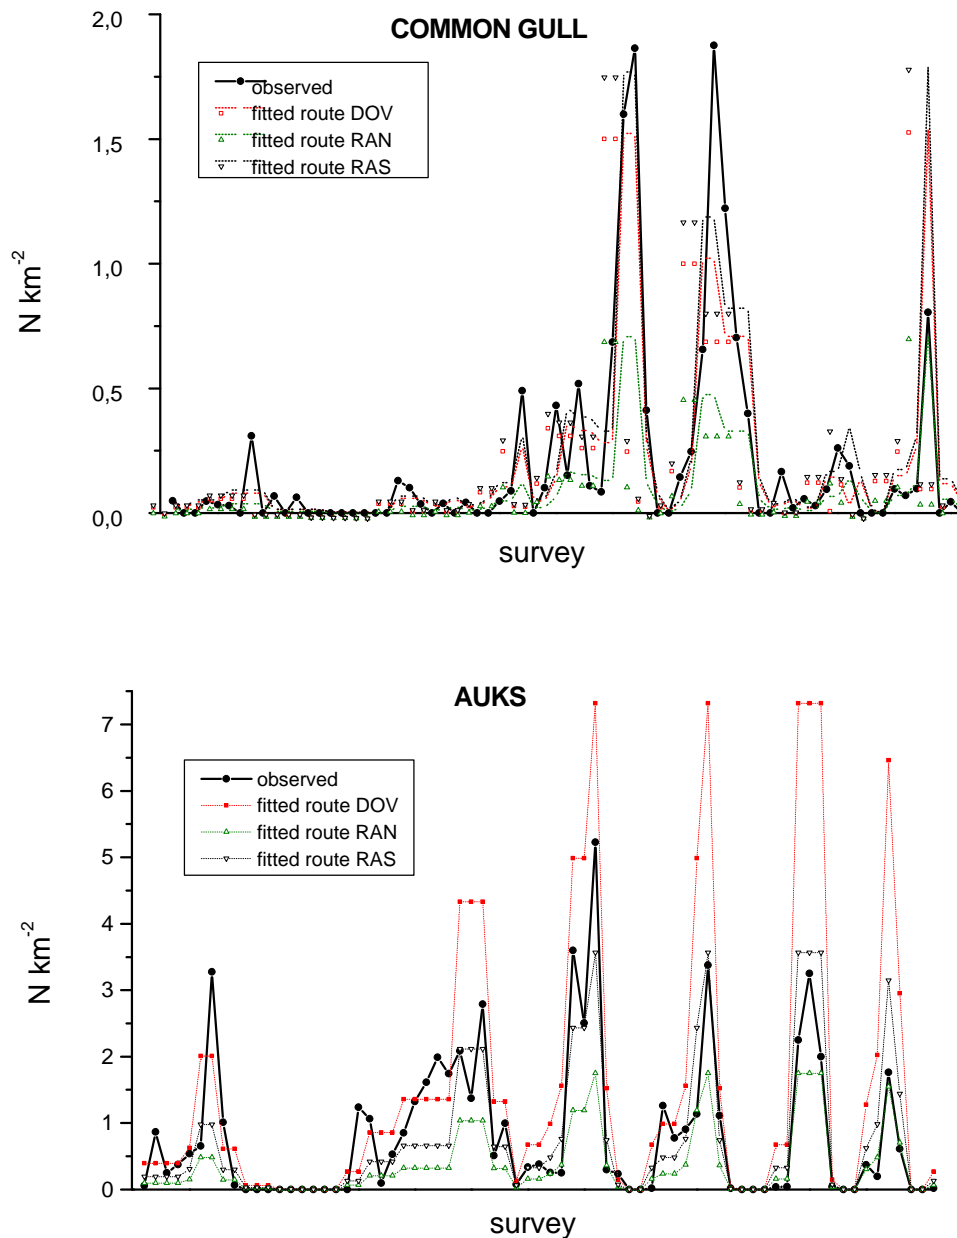 COMMON GULL
2,0
1,5
1,0
0,5
0,0
N km-2
observed
fitted route DOV
fitted route RAN
fitted route RAS
survey
AUKS
7
6
5
4
3
2
1
0
N km-2
observed
fitted route DOV
fitted route RAN
fitted route RAS
survey